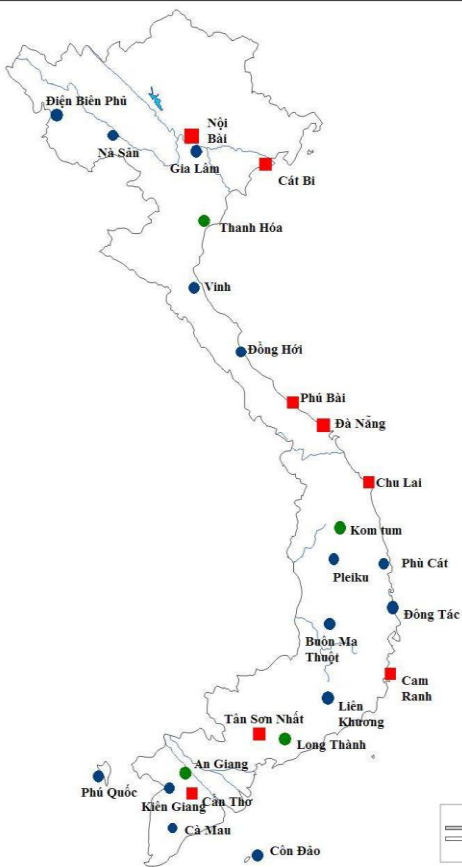 Điện Biên Phủ
Nội
Bài
Nà Sản
Gia Lâm
Cát Bi
Thanh Hóa
Vinh
Đồng Hới
Phú Bài
Đà Nẵng
Chu Lai
Kom tum
Phù Cát
Pleiku
Đông Tác
Buôn Ma
Thuột
Cam
Ranh
Liên
Khương
Tân Sơn Nhất
Long Thành
An Giang
Phú Quốc
Kiên Giang
Cần Thơ
Cà Mau
Côn Đảo